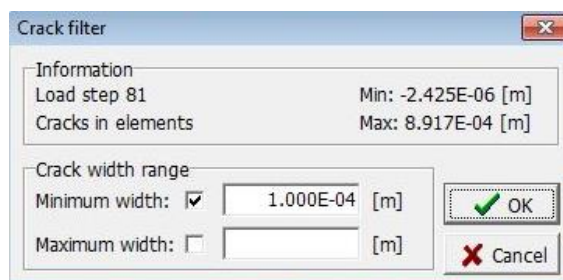 Crack filter
Information
Load step 81 Min: -2.425E-06 [m]
Cracks in elements Max: 8.917E-04 [m]
Crack width range
Minimum width: 1.000E-04 [m]
OK
Maximum width: [m]
Cancel